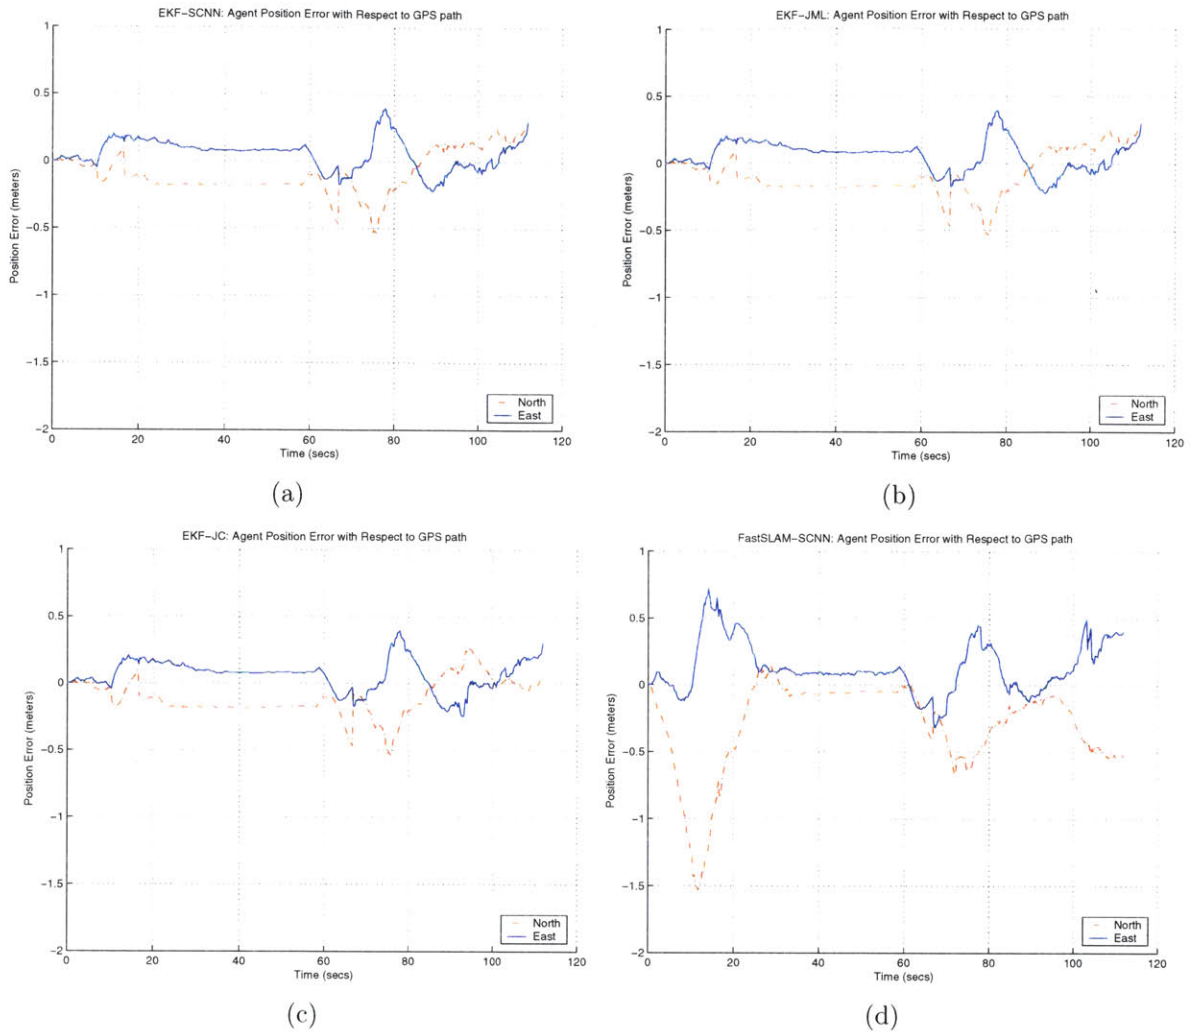 EKF−SCNN: Agent Position Error with Respect to GPS path
1
0.5
0
−0.5
−1
−1.5
−2
Position Error (meters)
0 20 40 60 80 100 120
Time (secs)
North
East
(a)
EKF−JML: Agent Position Error with Respect to GPS path
1
0.5
0
−0.5
−1
−1.5
−2
Position Error (meters)
0 20 40 60 80 100 120
Time (secs)
North
East
(b)
EKF−JC: Agent Position Error with Respect to GPS path
1
0.5
0
−0.5
−1
−1.5
−2
Position Error (meters)
0 20 40 60 80 100 120
Time (secs)
North
East
(c)
FastSLAM−SCNN: Agent Position Error with Respect to GPS path
1
0.5
0
−0.5
−1
−1.5
−2
Position Error (meters)
0 20 40 60 80 100 120
Time (secs)
North
East
(d)